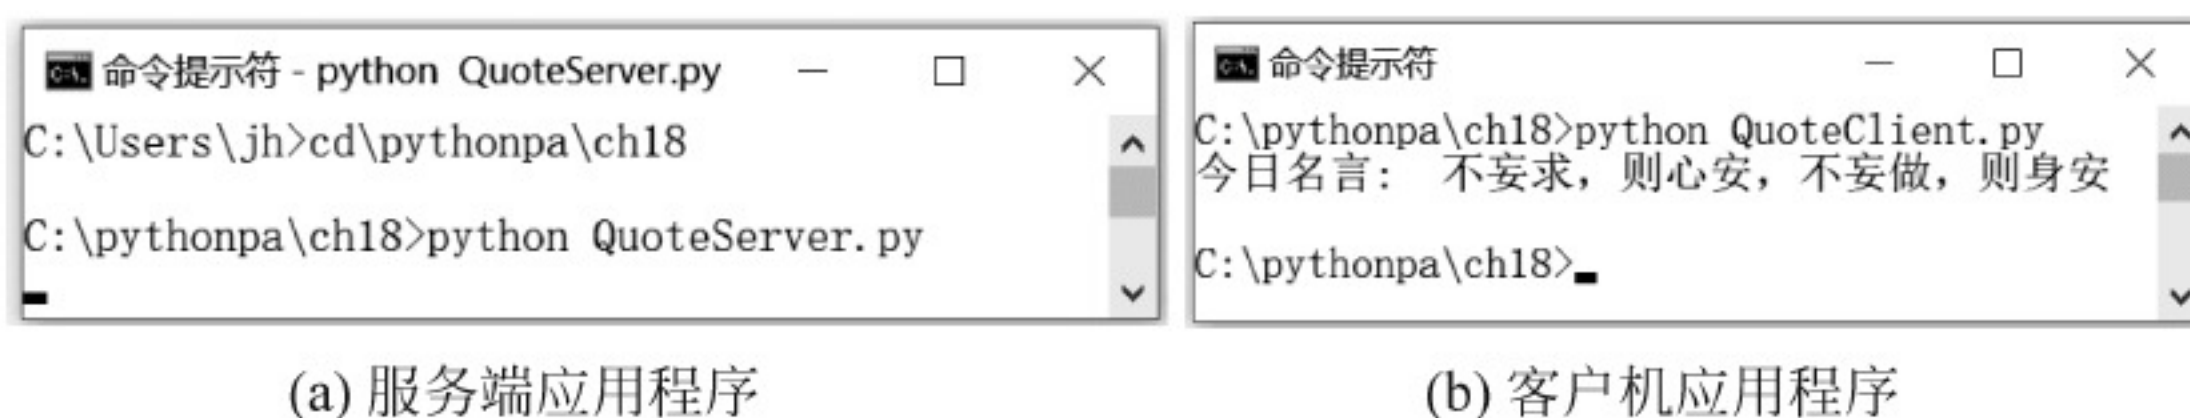 命令提示符 - python QuoteServer.py
C:\Users\jh>cd\pythonpa\ch18
C:\pythonpa\ch18>python QuoteServer.py
命令提示符
C:\pythonpa\ch18>python QuoteClient.py
今日名言: 不妄求,则心安,不妄做,则身安
C:\pythonpa\ch18>
(a) 服务端应用程序
(b) 客户机应用程序